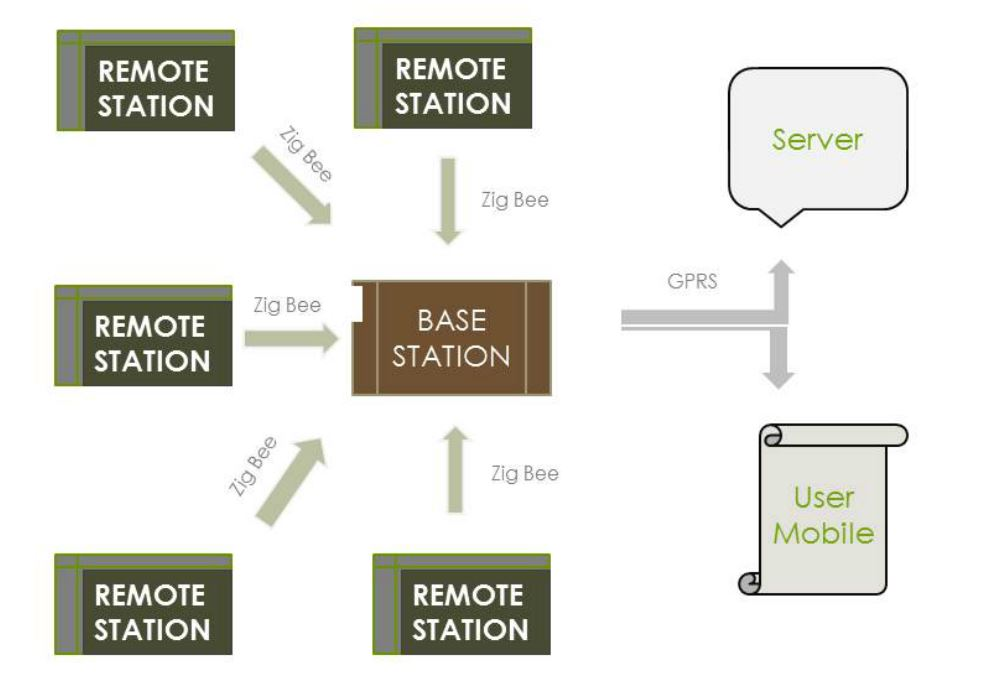 REMOTE
STATION
REMOTE
STATION
Server
Zig Bee
Zig Bee
GPRS
REMOTE
STATION
Zig Bee
BASE
STATION
Zig Bee
Zig Bee
User
Mobile
REMOTE
STATION
REMOTE
STATION